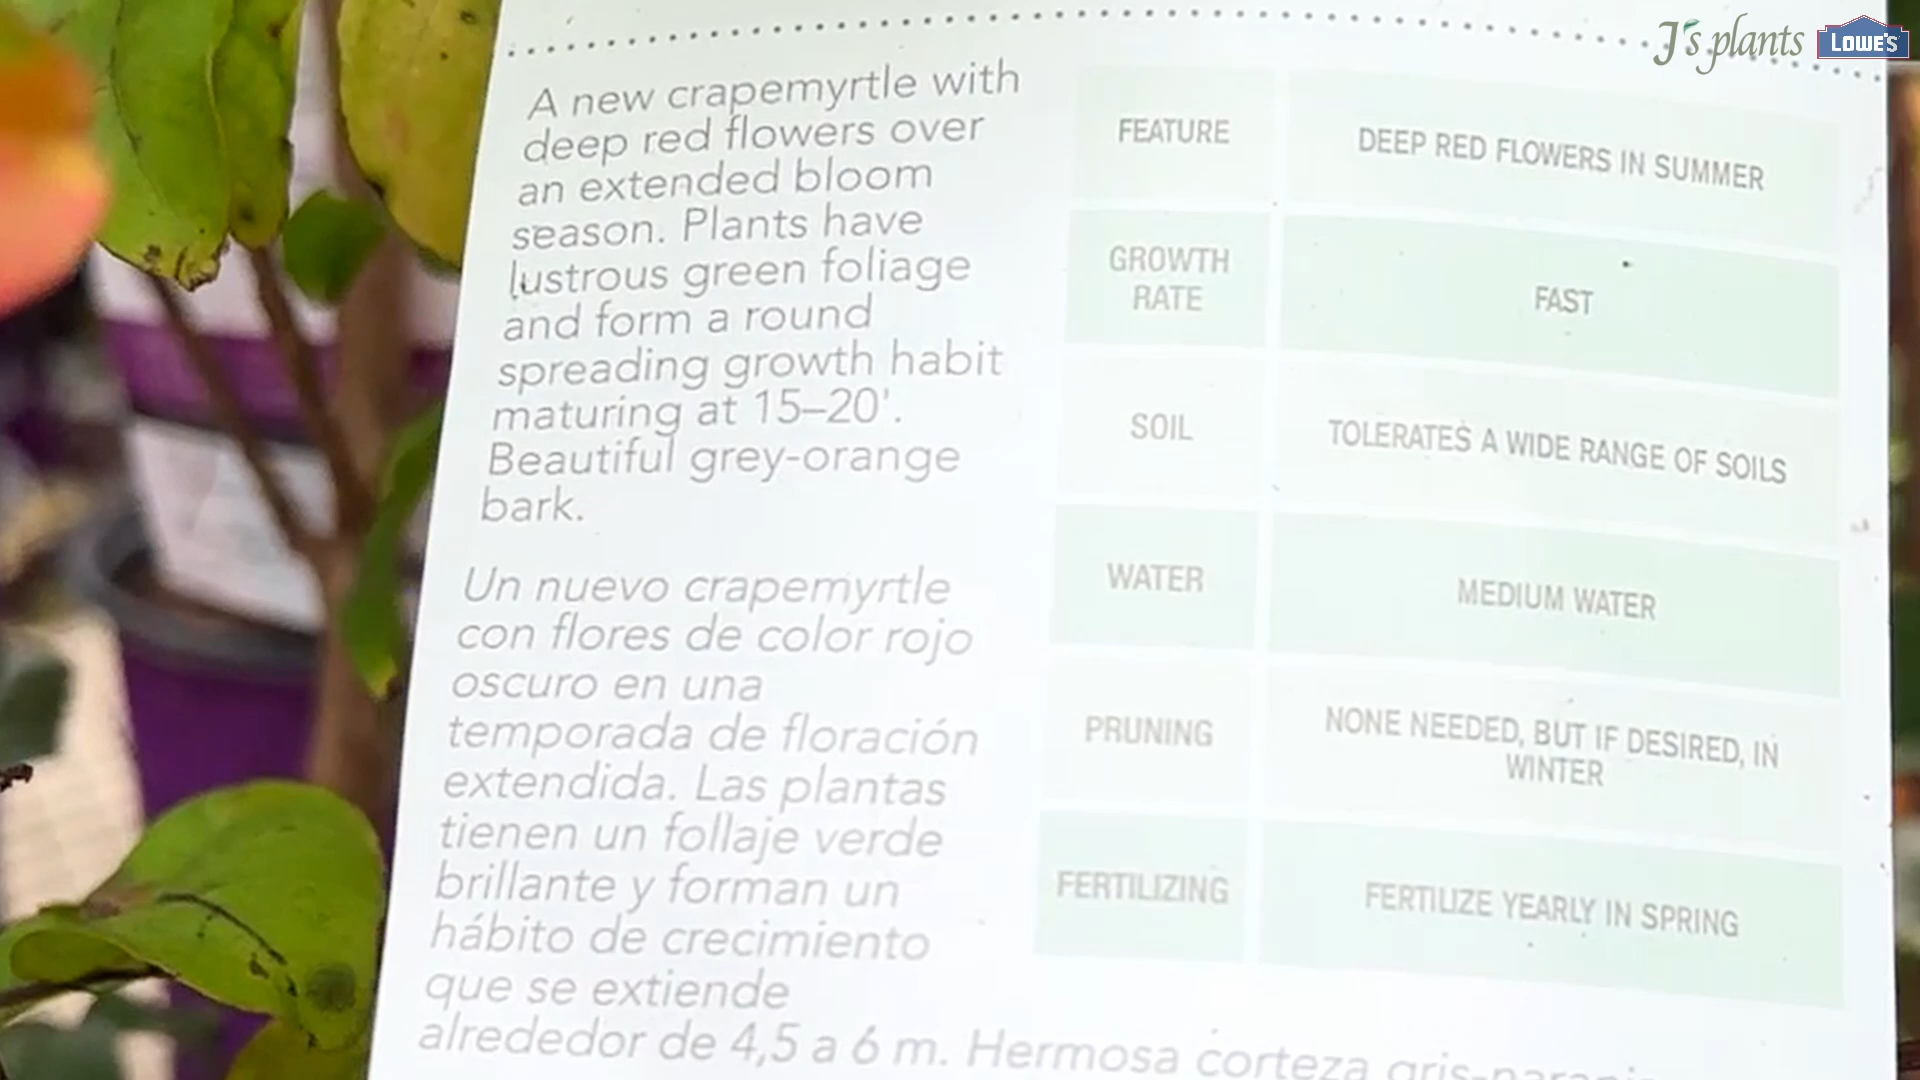 J's plants LOWE'S
A new crapemyrtle with
deep red flowers over
an extended bloom
season. Plants have
lustrous green foliage
and form a round
spreading growth habit
maturing at 15–20'.
Beautiful grey-orange
bark.
Un nuevo crapemyrtle
con flores de color rojo
oscuro en una
temporada de floración
extendida. Las plantas
tienen un follaje verde
brillante y forman un
hábito de crecimiento
que se extiende
alrededor de 4,5 a 6 m. Hermosa corteza
FEATURE DEEP RED FLOWERS IN SUMMER
GROWTH
RATE
FAST
SOIL TOLERATES A WIDE RANGE OF SOILS
WATER MEDIUM WATER
PRUNING
NONE NEEDED, BUT IF DESIRED, IN
WINTER
FERTILIZING FERTILIZE YEARLY IN SPRING